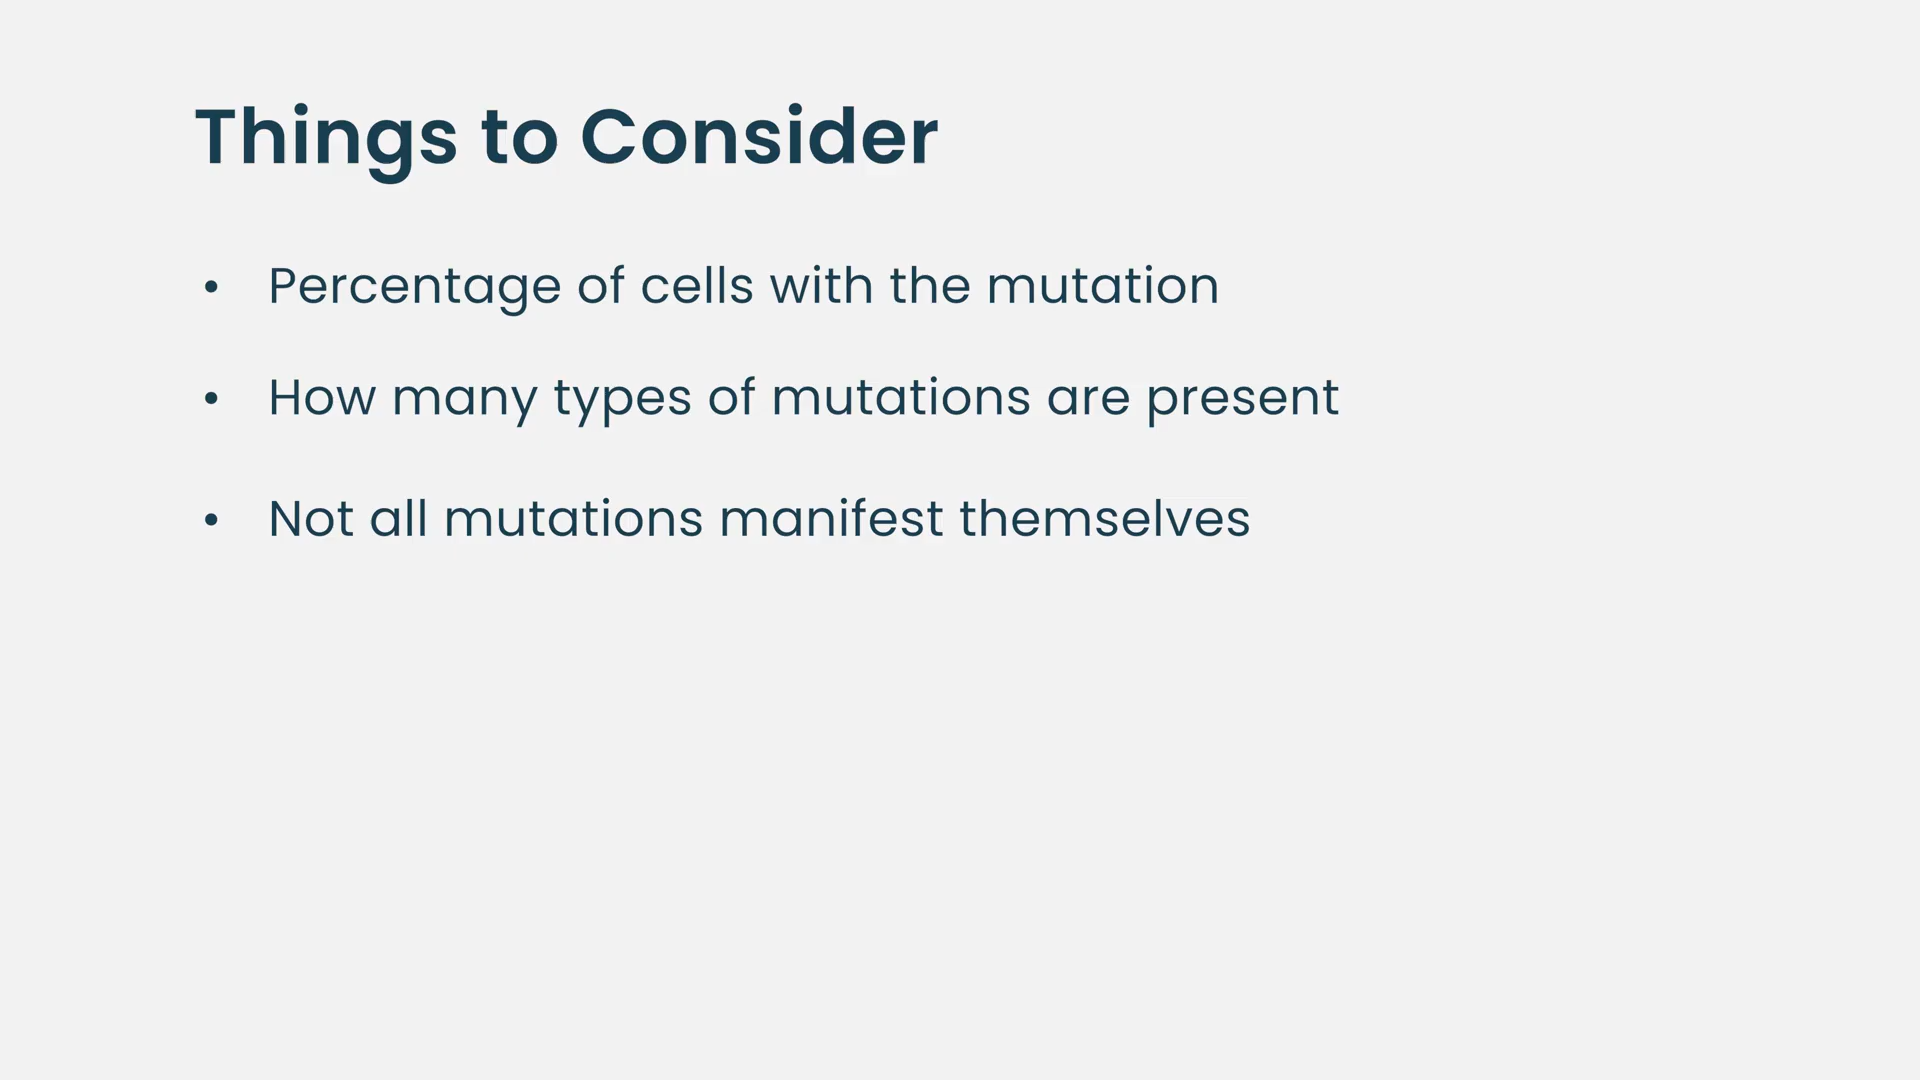 Things to Consider
• Percentage of cells with the mutation
• How many types of mutations are present
• Not all mutations manifest themselves